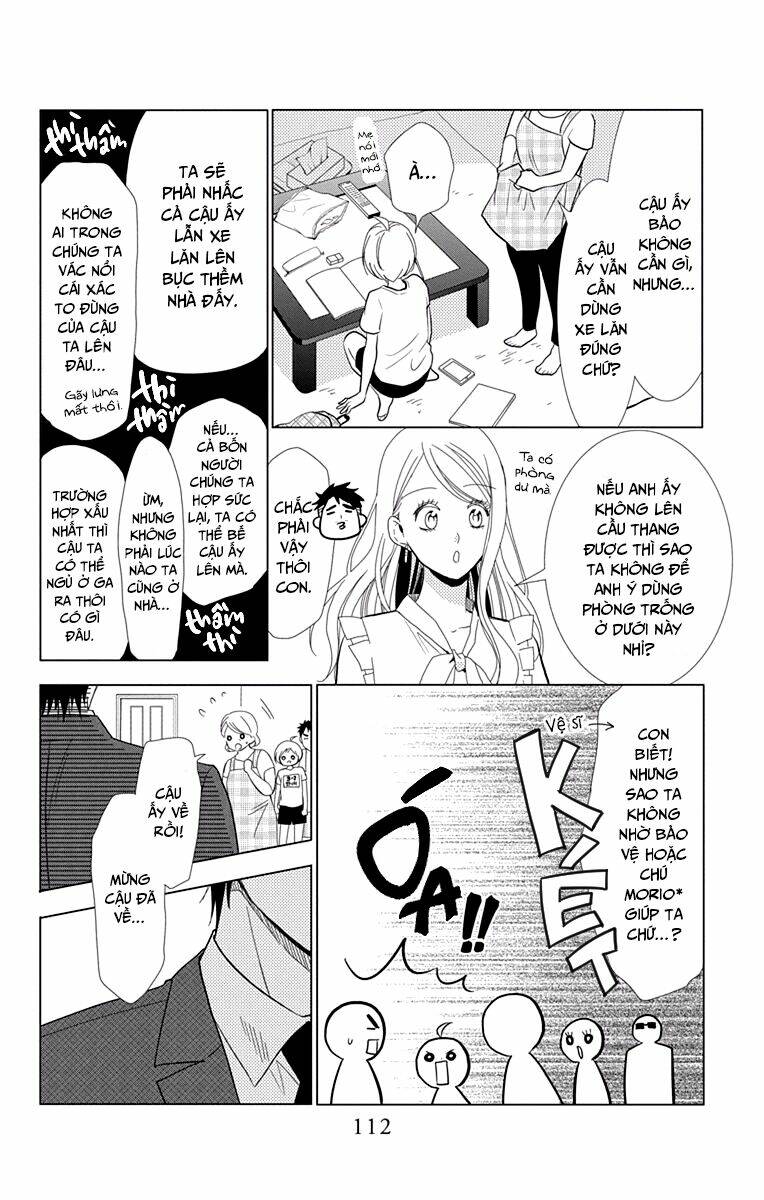 CẬU ẤY
BẢO
KHÔNG
CẦN GÌ,
NHƯNG...
CẬU
ẤY VẪN
CẦN
DÙNG
XE LĂN
ĐÚNG
CHỨ?
À...
Mẹ
nói mới
nhớ
TA SẼ
PHẢI NHẤC
CẢ CẬU ẤY
LẪN XE
LĂN LÊN
BỤC THỀM
NHÀ ĐẤY.
thì
thầm
KHÔNG
AI TRONG
CHÚNG TA
VÁC NỔI
CÁI XÁC
TO ĐÙNG
CỦA CẬU
TA LÊN
ĐÂU...
Gãy lưng
mất thôi.
thì
thầm
NẾU...
CẢ BỐN
NGƯỜI
CHÚNG TA
HỢP SỨC
LẠI, TA CÓ
THỂ BẾ
CẬU ẤY
LÊN MÀ.
ỪM,
NHƯNG
KHÔNG
PHẢI LÚC
NÀO TA
CŨNG Ở
NHÀ...
TRƯỜNG
HỢP XẤU
NHẤT THÌ
CẬU TA
CÓ THỂ
NGỦ Ở GA
RA THÔI
CÓ GÌ
ĐÂU.
thầm
thì
NẾU ANH ẤY
KHÔNG LÊN
CẦU THANG
ĐƯỢC THÌ SAO
TA KHÔNG ĐỂ
ANH Ý DÙNG
PHÒNG TRỐNG
Ở DƯỚI NÀY
NHỈ?
Ta có
phòng
dư mà.
CHẮC
PHẢI
VẬY
THÔI
CON.
CON
BIẾT!
NHƯNG
SAO TA
KHÔNG
NHỜ BẢO
VỆ HOẶC
CHÚ
MORIO*
GIÚP TA
CHỨ...?
Vệ sĩ
KÍET
ÓA!!
CẬU
ẤY VỀ
RỒI!
MỪNG
CẬU ĐÃ
VỀ...
112